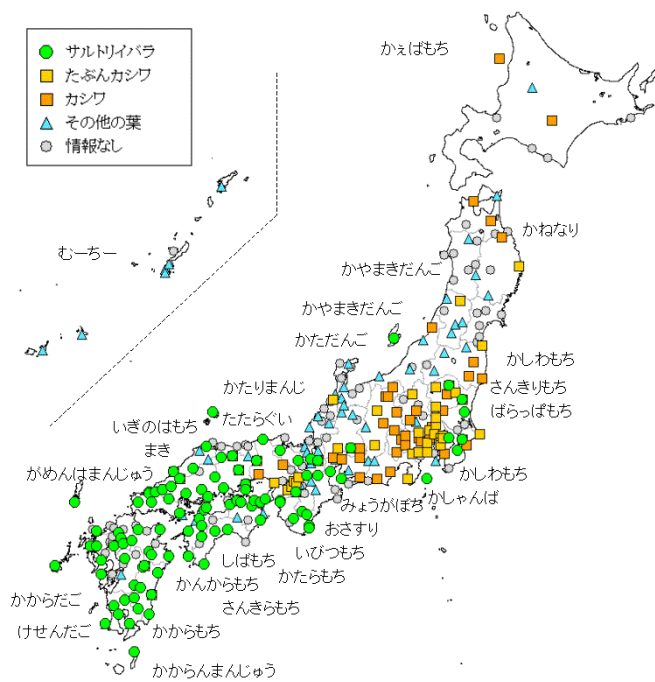 サルトリイバラ
たぶんカシワ
カシワ
その他の葉
情報なし
かぇばもち
むーちー
かねなり
かやまきだんご
かやまきだんご
かただんご
かしわもち
さんきりもち
ばらっぱもち
かたりまんじ
たたらぐい
いぎのはもち
まき
がめんはまんじゅう
かしわもち
かしゃんば
みょうがぼち
おさすり
いびつもち
かたらもち
しばもち
かんからもち
さんきらもち
かからだご
けせんだご
かからもち
かからんまんじゅう